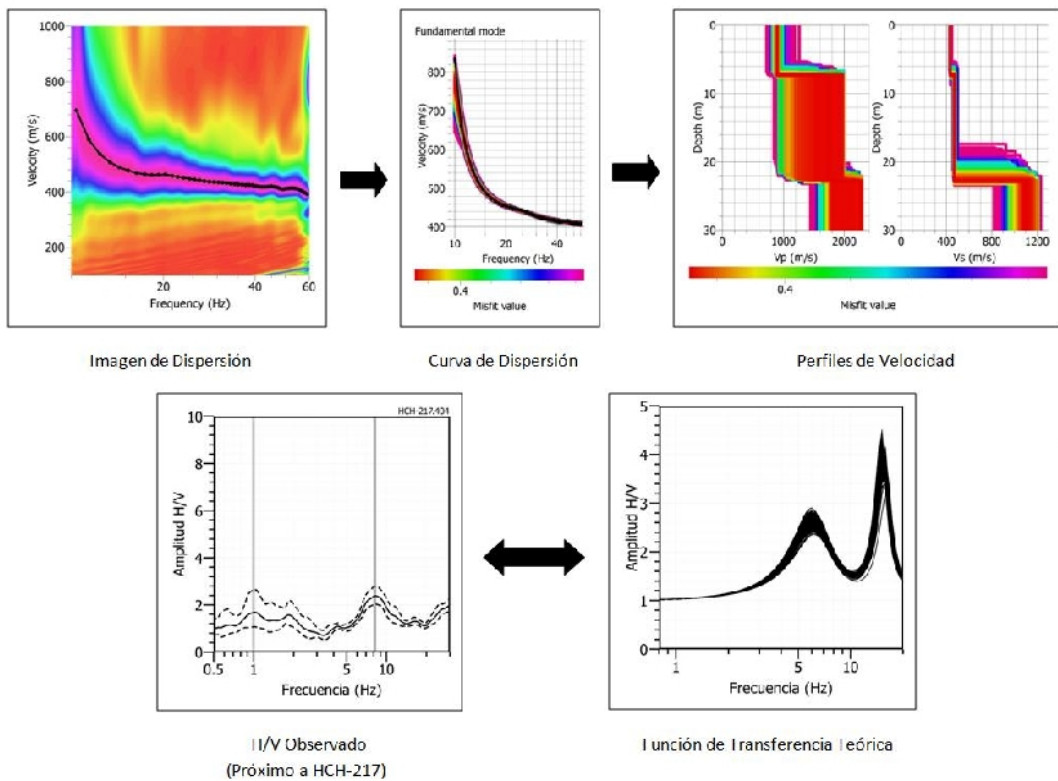 1000
800
600
400
200
Velocity (m/s)
20
40
60
Frequency (Hz)
Imagen de Dispersión
Fundamental mode
800
700
600
500
400
Velocity (m/s)
10
20
40
Frequency (Hz)
0.4
Misfit value
Curva de Dispersión
0
10
20
30
Depth (m)
0
1000
2000
Vp (m/s)
0
10
20
30
Depth (m)
0
400
800
1200
Vs (m/s)
0.4
Misfit value
Perfiles de Velocidad
HCH-217.404
10
8
6
4
2
0
Amplitud H/V
0.5
1
5
10
Frecuencia (Hz)
H/V Observado
(Próximo a HCH-217)
5
4
3
2
1
0
Amplitud H/V
1
5
10
Frecuencia (Hz)
Función de Transferencia Teórica